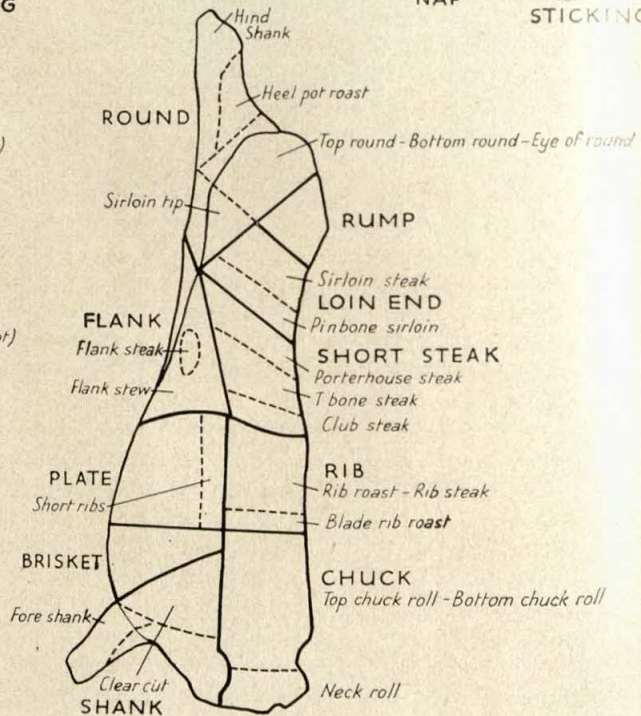 G
NAP
STICKING
Hind
Shank
ROUND
Heel pot roast
)
Top round - Bottom round - Eye of round
Sirloin tip
RUMP
Sirloin steak
LOIN END
Pinbone sirloin
FLANK
Flank steak
SHORT STEAK
Porterhouse steak
Flank stew
T bone steak
Club steak
PLATE
RIB
Short ribs
Rib roast - Rib steak
Blade rib roast
BRISKET
CHUCK
Top chuck roll - Bottom chuck roll
Fore shank
Clear cut
Neck roll
SHANK